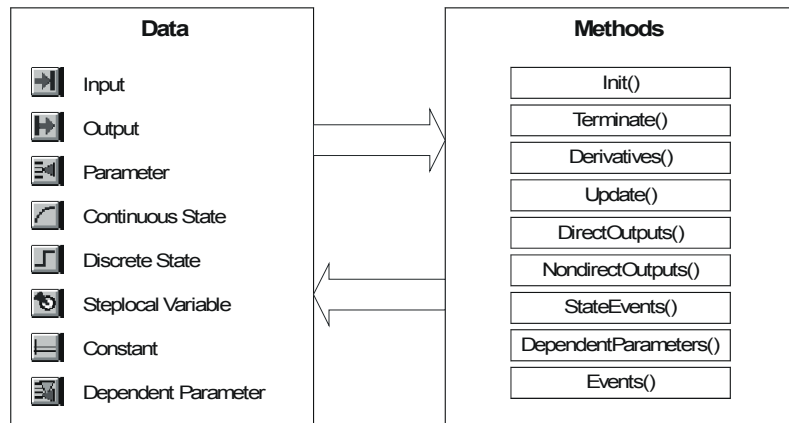 Data
Input
Output
Parameter
Continuous State
Discrete State
Steplocal Variable
Constant
Dependent Parameter
Methods
Init()
Terminate()
Derivatives()
Update()
DirectOutputs()
NondirectOutputs()
StateEvents()
DependentParameters()
Events()